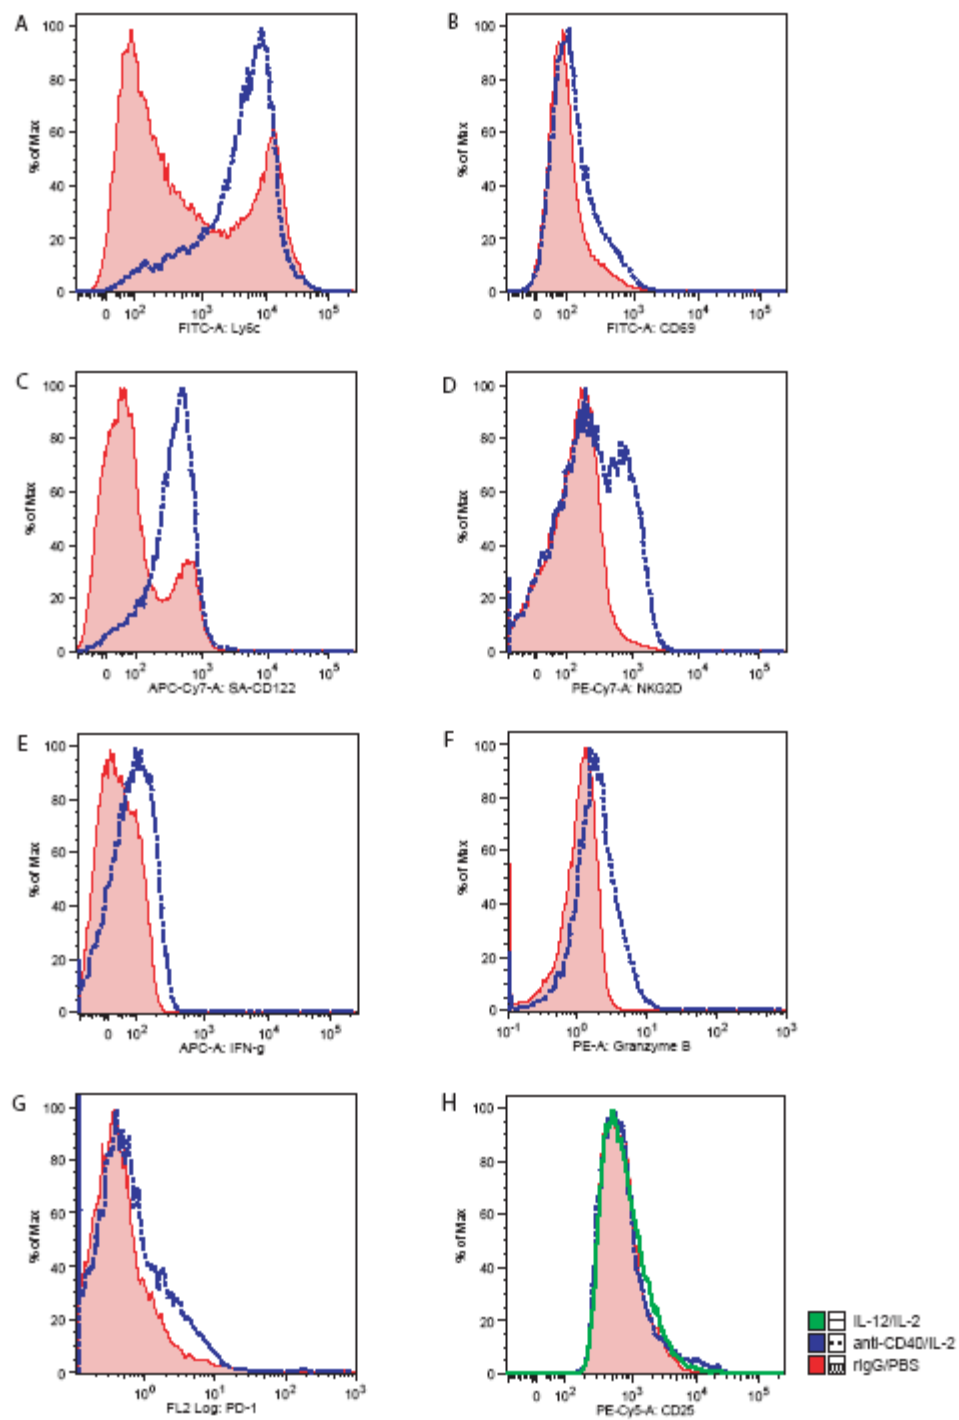 A
100
80
60
40
20
0
% of Max
0 10² 10³ 10⁴ 10⁵
FITC-A: Ly6c
B
100
80
60
40
20
0
% of Max
0 10² 10³ 10⁴ 10⁵
FITC-A: CD69
C
100
80
60
40
20
0
% of Max
0 10² 10³ 10⁴ 10⁵
APC-Cy7-A: SA-CD122
D
100
80
60
40
20
0
% of Max
0 10² 10³ 10⁴ 10⁵
PE-Cy7-A: NKG2D
E
100
80
60
40
20
0
% of Max
0 10² 10³ 10⁴ 10⁵
APC-A: IFN-g
F
100
80
60
40
20
0
% of Max
10⁻¹ 10⁰ 10¹ 10² 10³
PE-A: Granzyme B
G
100
80
60
40
20
0
% of Max
10⁰ 10¹ 10² 10³
FL2 Log: PD-1
H
100
80
60
40
20
0
% of Max
0 10² 10³ 10⁴ 10⁵
PE-Cy5-A: CD25
IL-12/IL-2
anti-CD40/IL-2
rIgG/PBS